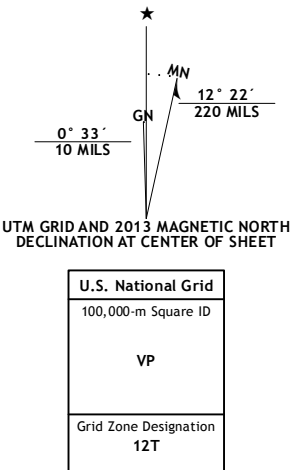 ★
MN
GN
12° 22´
220 MILS
0° 33´
10 MILS
UTM GRID AND 2013 MAGNETIC NORTH
DECLINATION AT CENTER OF SHEET
U.S. National Grid
100,000-m Square ID
VP
Grid Zone Designation
12T